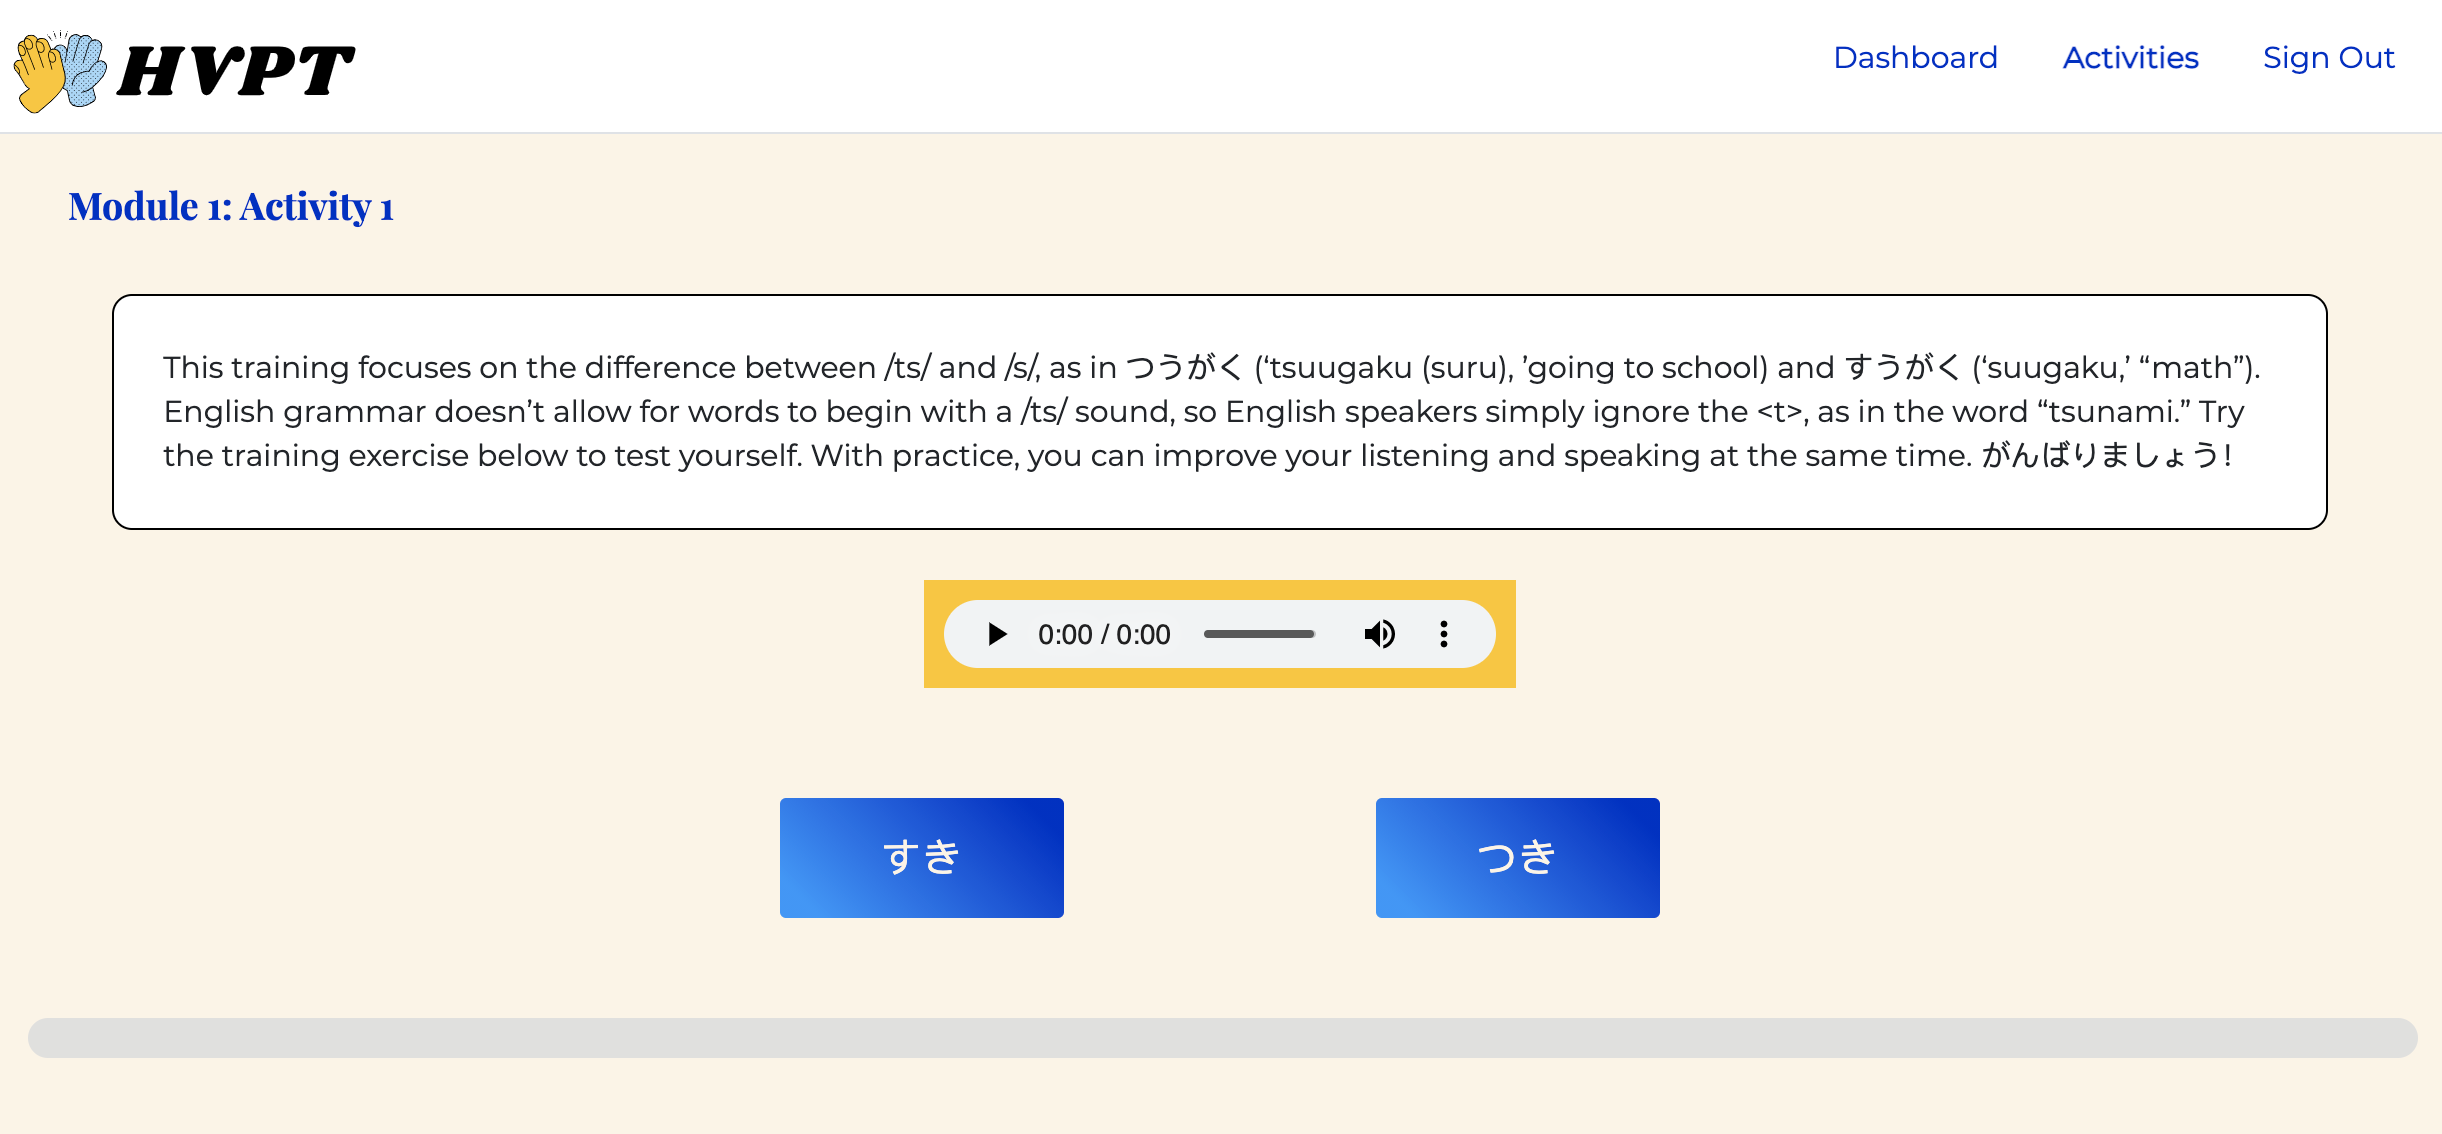 HVPT
Dashboard Activities Sign Out
Module 1: Activity 1
This training focuses on the difference between /ts/ and /s/, as in つうがく (‘tsuugaku (suru), ’going to school) and すうがく (‘suugaku,’ “math”).
English grammar doesn’t allow for words to begin with a /ts/ sound, so English speakers simply ignore the <t>, as in the word “tsunami.” Try
the training exercise below to test yourself. With practice, you can improve your listening and speaking at the same time. がんばりましょう!
0:00 / 0:00
すき
つき